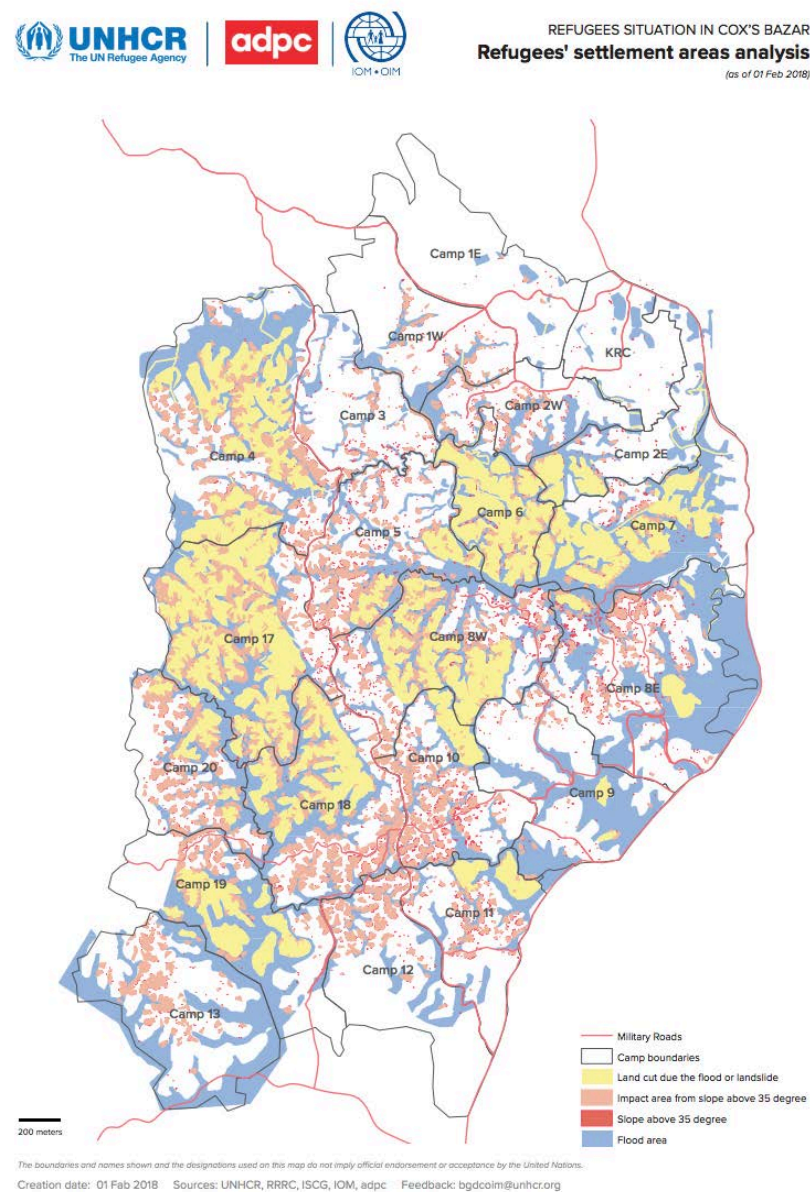 UNHCR
The UN Refugee Agency
adpc
IOM • OIM
REFUGEES SITUATION IN COX'S BAZAR
Refugees' settlement areas analysis
(as of 01 Feb 2018)
Camp 1E
Camp 1W
KRC
Camp 3
Camp 2W
Camp 4
Camp 2E
Camp 6
Camp 7
Camp 5
Camp 17
Camp 8W
Camp 8E
Camp 10
Camp 20
Camp 18
Camp 9
Camp 19
Camp 11
Camp 12
Camp 13
Military Roads
Camp boundaries
Land cut due the flood or landslide
Impact area from slope above 35 degree
Slope above 35 degree
Flood area
200 meters
The boundaries and names shown and the designations used on this map do not imply official endorsement or acceptance by the United Nations.
Creation date: 01 Fab 2018 Sources: UNHCR, RRRC, ISCG, IOM, adpc Feedback: bgdcoim@unhcr.org